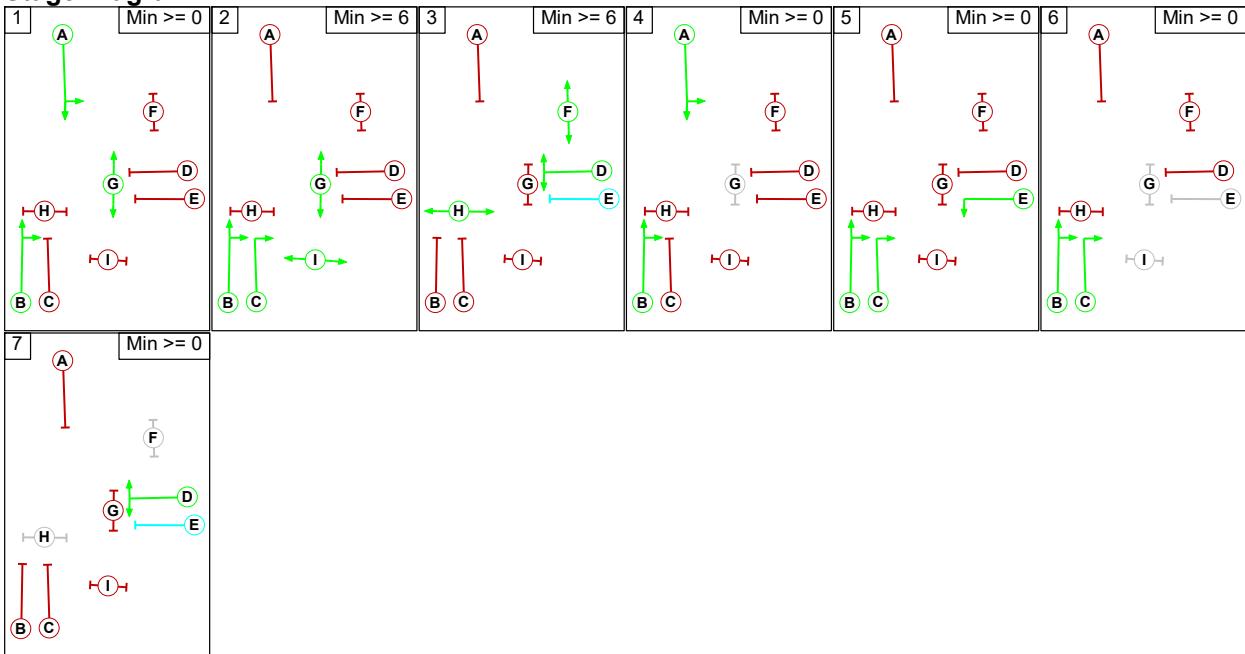 1 Min >= 0
A
F
D
G
E
H
I
B C
2 Min >= 6
A
F
D
G
E
H
I
B C
3 Min >= 6
A
F
D
G
E
H
I
B C
4 Min >= 0
A
F
D
G
E
H
I
B C
5 Min >= 0
A
F
D
G
E
H
I
B C
6 Min >= 0
A
F
D
G
E
H
I
B C
7 Min >= 0
A
F
D
G
E
H
I
B C